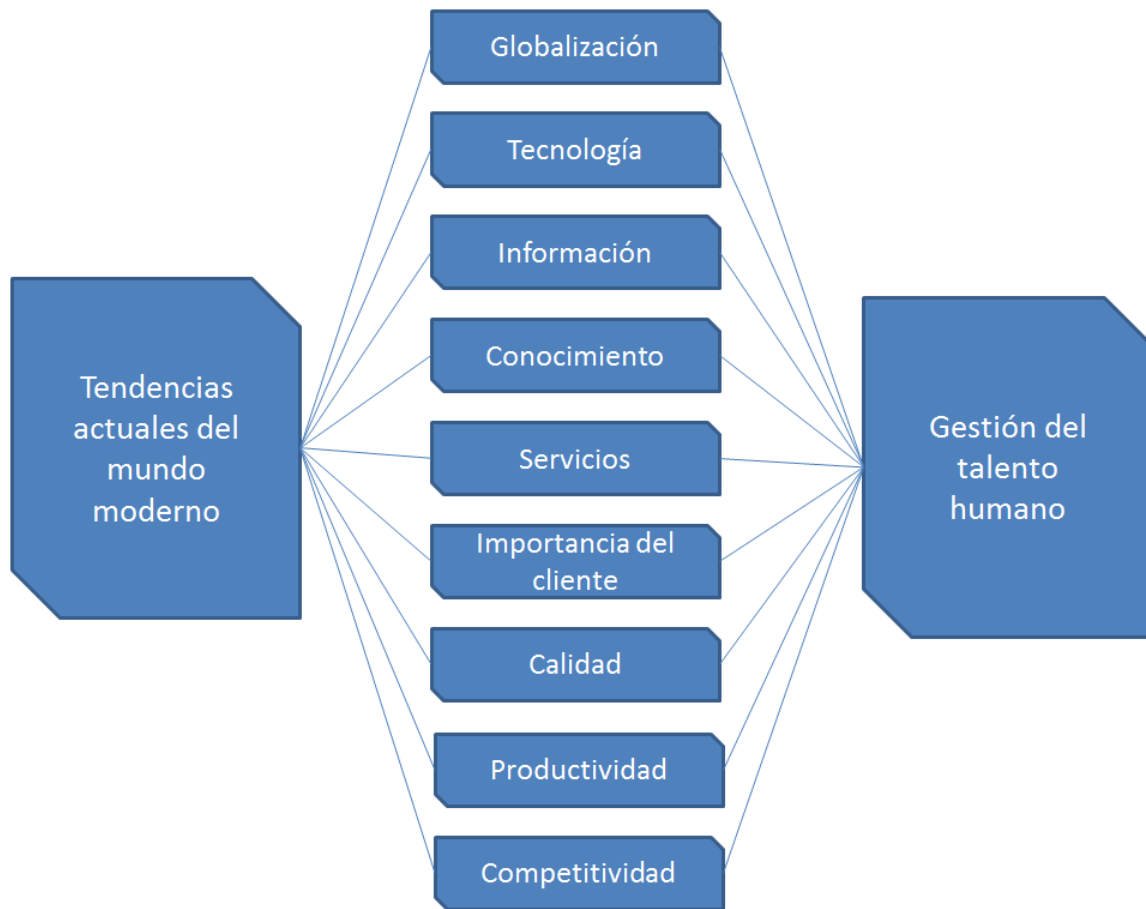 Globalización
Tecnología
Información
Conocimiento
Servicios
Importancia del
cliente
Calidad
Productividad
Competitividad
Tendencias
actuales del
mundo
moderno
Gestión del
talento
humano